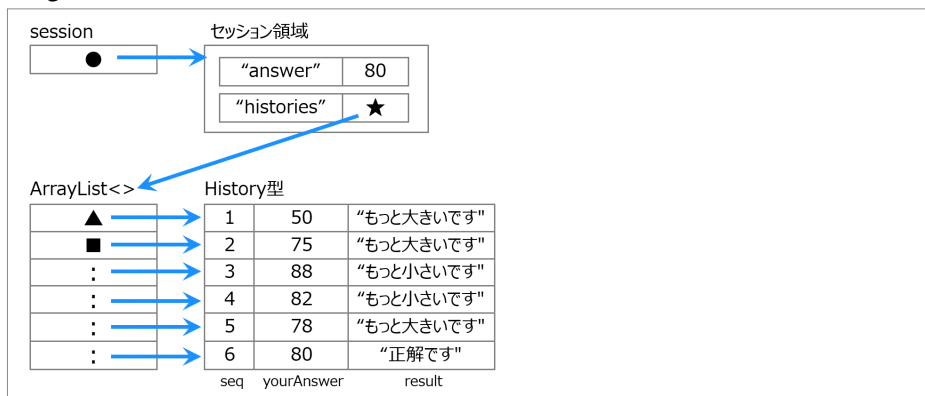 session セッション領域
"answer" 80
"histories" ★
ArrayList<> History型
▲ 1 50 "もっと大きいです"
■ 2 75 "もっと大きいです"
: 3 88 "もっと小さいです"
: 4 82 "もっと小さいです"
: 5 78 "もっと大きいです"
: 6 80 "正解です"
seq yourAnswer result